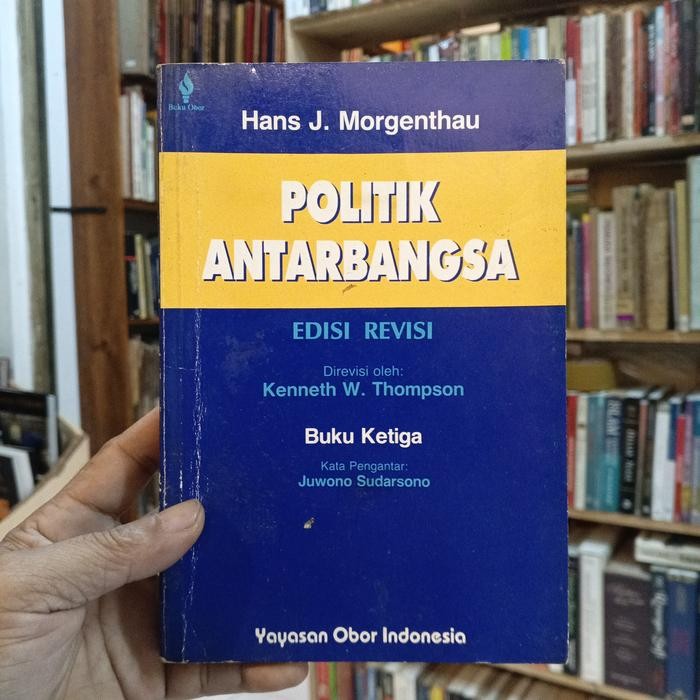 Buku Obor
Hans J. Morgenthau
POLITIK
ANTARBANGSA
EDISI REVISI
Direvisi oleh:
Kenneth W. Thompson
Buku Ketiga
Kata Pengantar:
Juwono Sudarsono
Yayasan Obor Indonesia